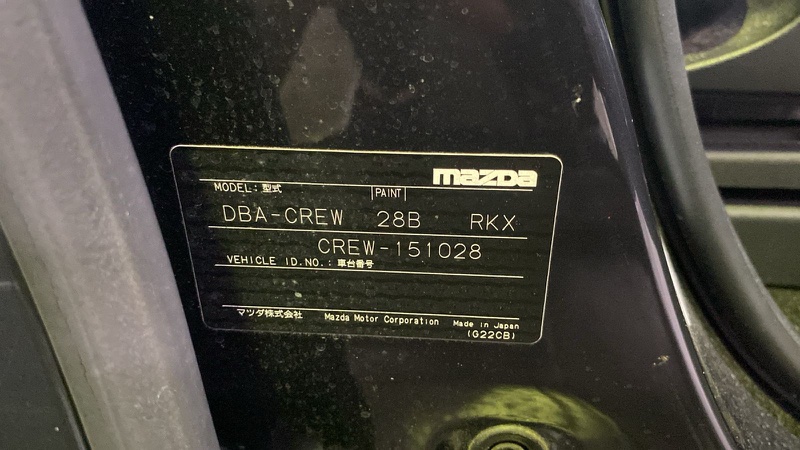 mazda
MODEL: 型式 PAINT
DBA-CREW 28B RKX
CREW-151028
VEHICLE ID.NO.: 車台番号
マツダ株式会社 Mazda Motor Corporation Made in Japan
(G22CB)